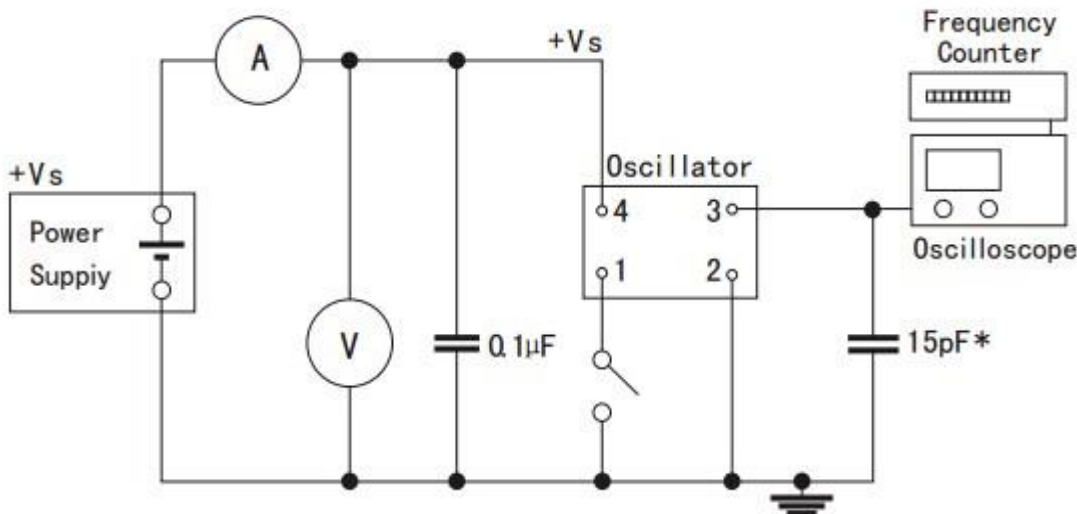 Frequency
Counter
A
+Vs
+Vs
Oscillator
Power
Suppiy
4
3
1
2
Oscilloscope
V
0.1μF
15pF*